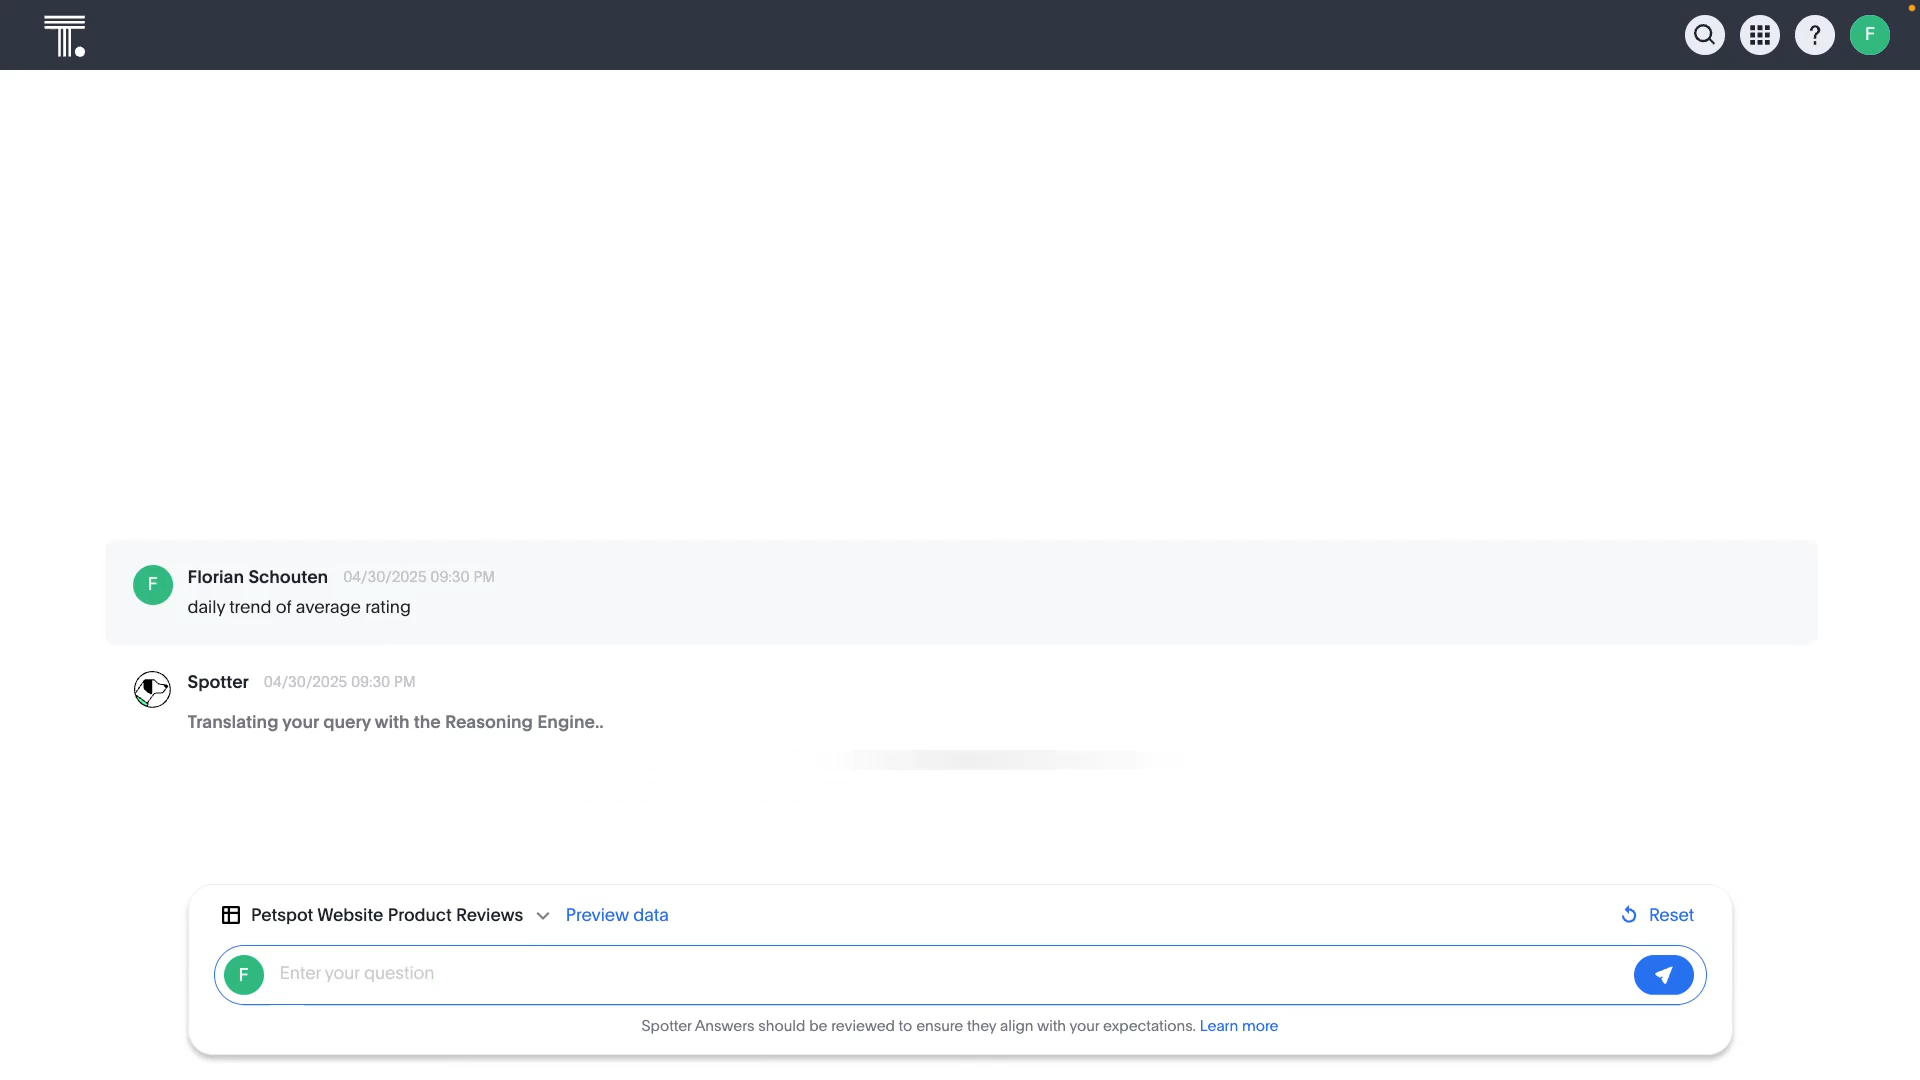 T.
?
F
F
Florian Schouten 04/30/2025 09:30 PM
daily trend of average rating
Spotter 04/30/2025 09:30 PM
Translating your query with the Reasoning Engine..
Petspot Website Product Reviews Preview data Reset
F Enter your question
Spotter Answers should be reviewed to ensure they align with your expectations. Learn more